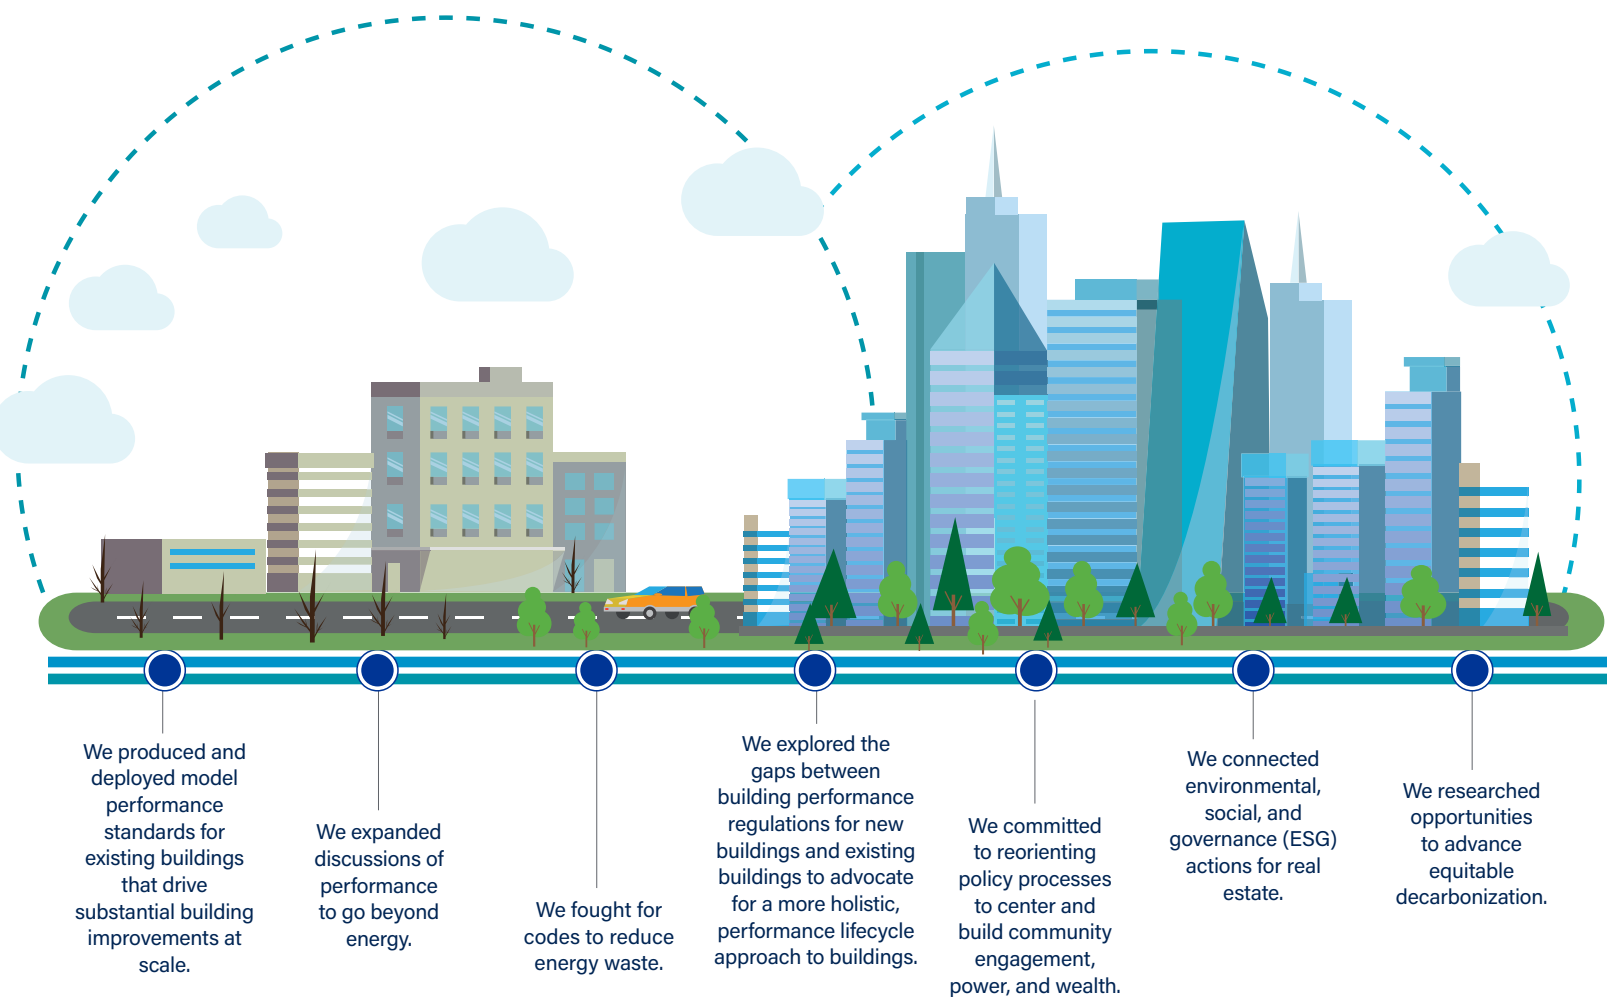 We produced and
deployed model
performance
standards for
existing buildings
that drive
substantial building
improvements at
scale.
We expanded
discussions of
performance
to go beyond
energy.
We fought for
codes to reduce
energy waste.
We explored the
gaps between
building performance
regulations for new
buildings and existing
buildings to advocate
for a more holistic,
performance lifecycle
approach to buildings.
We committed
to reorienting
policy processes
to center and
build community
engagement,
power, and wealth.
We connected
environmental,
social, and
governance (ESG)
actions for real
estate.
We researched
opportunities
to advance
equitable
decarbonization.